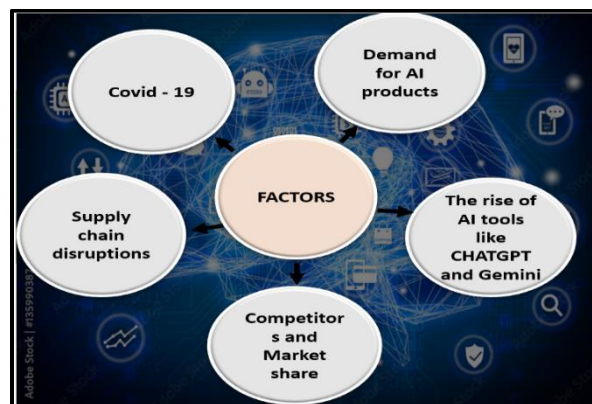 Demand
for AI
products
Covid - 19
FACTORS
The rise of
AI tools
like
CHATGPT
and Gemini
Supply
chain
disruptions
Competitor
s and
Market
share
Adobe Stock | #135990382